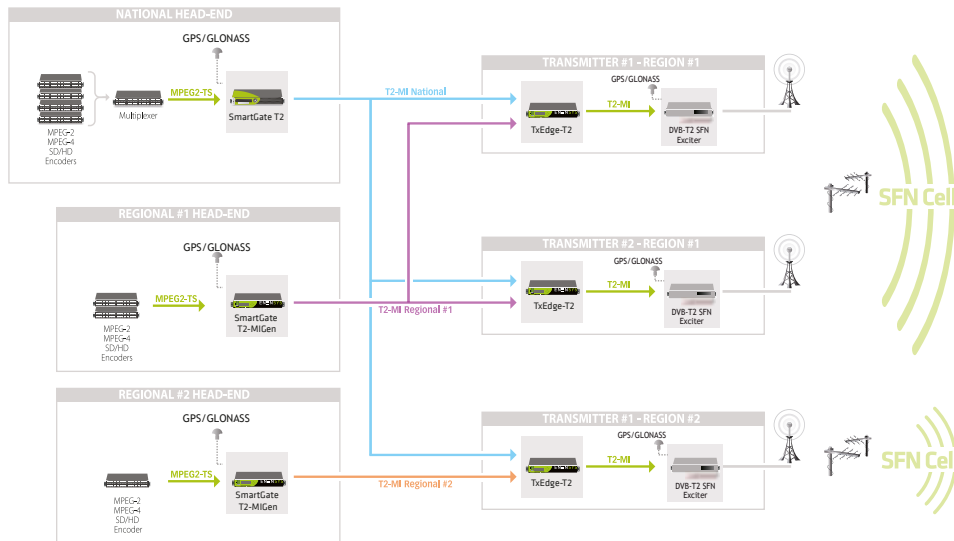 NATIONAL HEAD-END
GPS/GLONASS
MPEG2-TS
Multiplexer
SmartGate T2
MPEG-2
MPEG-4
SD/HD
Encoders
T2-MI National
TRANSMITTER #1 - REGION #1
GPS/GLONASS
T2-MI
TxEdge-T2
DVB-T2 SFN
Exciter
SFN Cell
REGIONAL #1 HEAD-END
GPS/GLONASS
MPEG2-TS
SmartGate
T2-MIGen
MPEG-2
MPEG-4
SD/HD
Encoders
T2-MI Regional #1
TRANSMITTER #2 - REGION #1
GPS/GLONASS
T2-MI
TxEdge-T2
DVB-T2 SFN
Exciter
REGIONAL #2 HEAD-END
GPS/GLONASS
MPEG2-TS
SmartGate
T2-MIGen
MPEG-2
MPEG-4
SD/HD
Encoder
T2-MI Regional #2
TRANSMITTER #1 - REGION #2
GPS/GLONASS
T2-MI
TxEdge-T2
DVB-T2 SFN
Exciter
SFN Cell